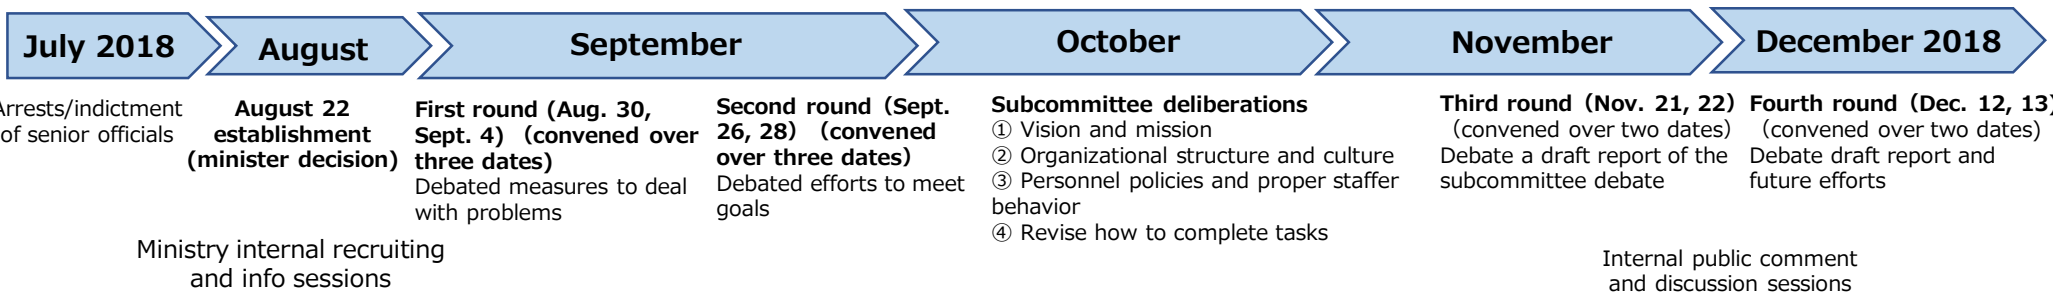 July 2018
August
September
October
November
December 2018
Arrests/indictment
of senior officials
August 22
establishment
(minister decision)
First round (Aug. 30,
Sept. 4) (convened over
three dates)
Debated measures to deal
with problems
Second round（Sept.
26, 28）（convened
over three dates）
Debated efforts to meet
goals
Subcommittee deliberations
① Vision and mission
② Organizational structure and culture
③ Personnel policies and proper staffer
behavior
④ Revise how to complete tasks
Third round（Nov. 21, 22）
（convened over two dates）
Debate a draft report of the
subcommittee debate
Fourth round（Dec. 12, 13）
（convened over two dates）
Debate draft report and
future efforts
Ministry internal recruiting
and info sessions
Internal public comment
and discussion sessions